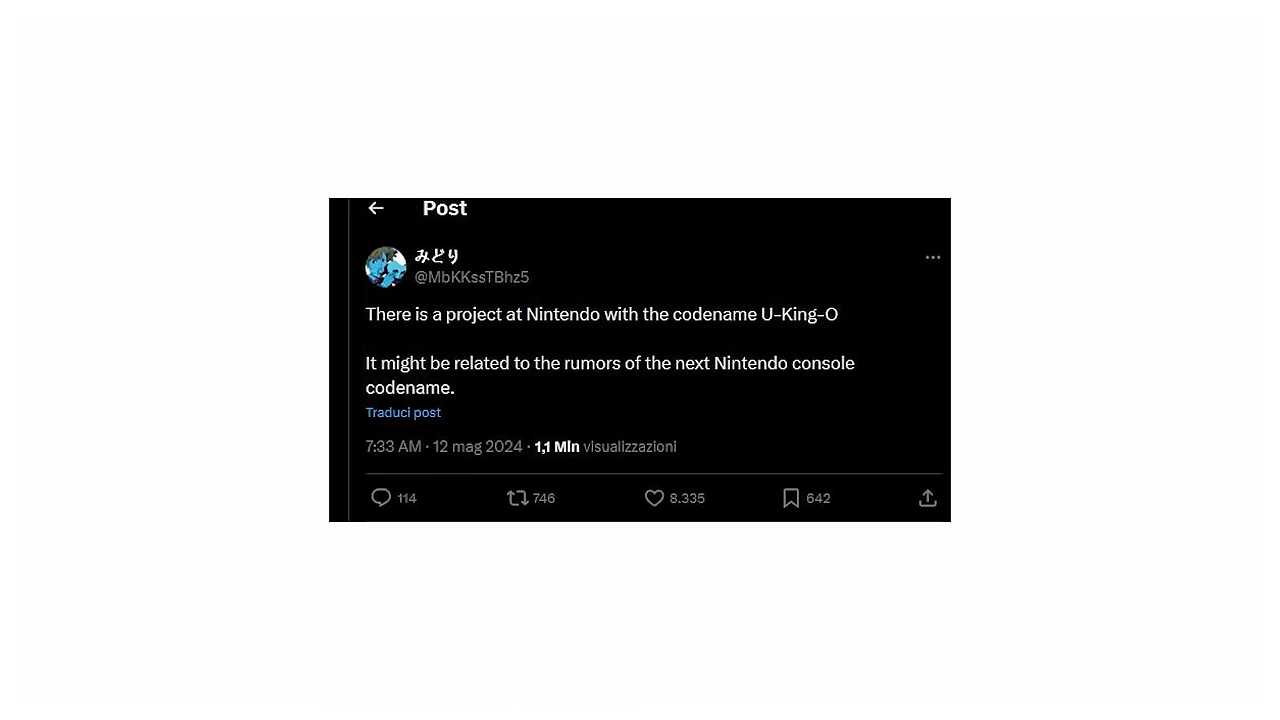 Post
みどり
@MbKKssTBhz5
There is a project at Nintendo with the codename U-King-O
It might be related to the rumors of the next Nintendo console
codename.
Traduci post
7:33 AM · 12 mag 2024 · 1,1 Mln visualizzazioni
114 746 8.335 642